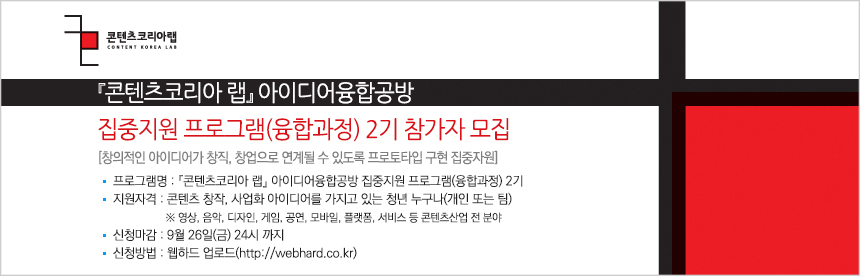 콘텐츠코리아랩
CONTENT KOREA LAB
『콘텐츠코리아 랩』 아이디어융합공방
집중지원 프로그램(융합과정) 2기 참가자 모집
[창의적인 아이디어가 창직, 창업으로 연계될 수 있도록 프로토타입 구현 집중자원]
• 프로그램명 : 『콘텐츠코리아 랩』 아이디어융합공방 집중지원 프로그램(융합과정) 2기
• 지원자격 : 콘텐츠 창작, 사업화 아이디어를 가지고 있는 청년 누구나(개인 또는 팀)
※ 영상, 음악, 디자인, 게임, 공연, 모바일, 플랫폼, 서비스 등 콘텐츠산업 전 분야
• 신청마감 : 9월 26일(금) 24시 까지
• 신청방법 : 웹하드 업로드(http://webhard.co.kr)